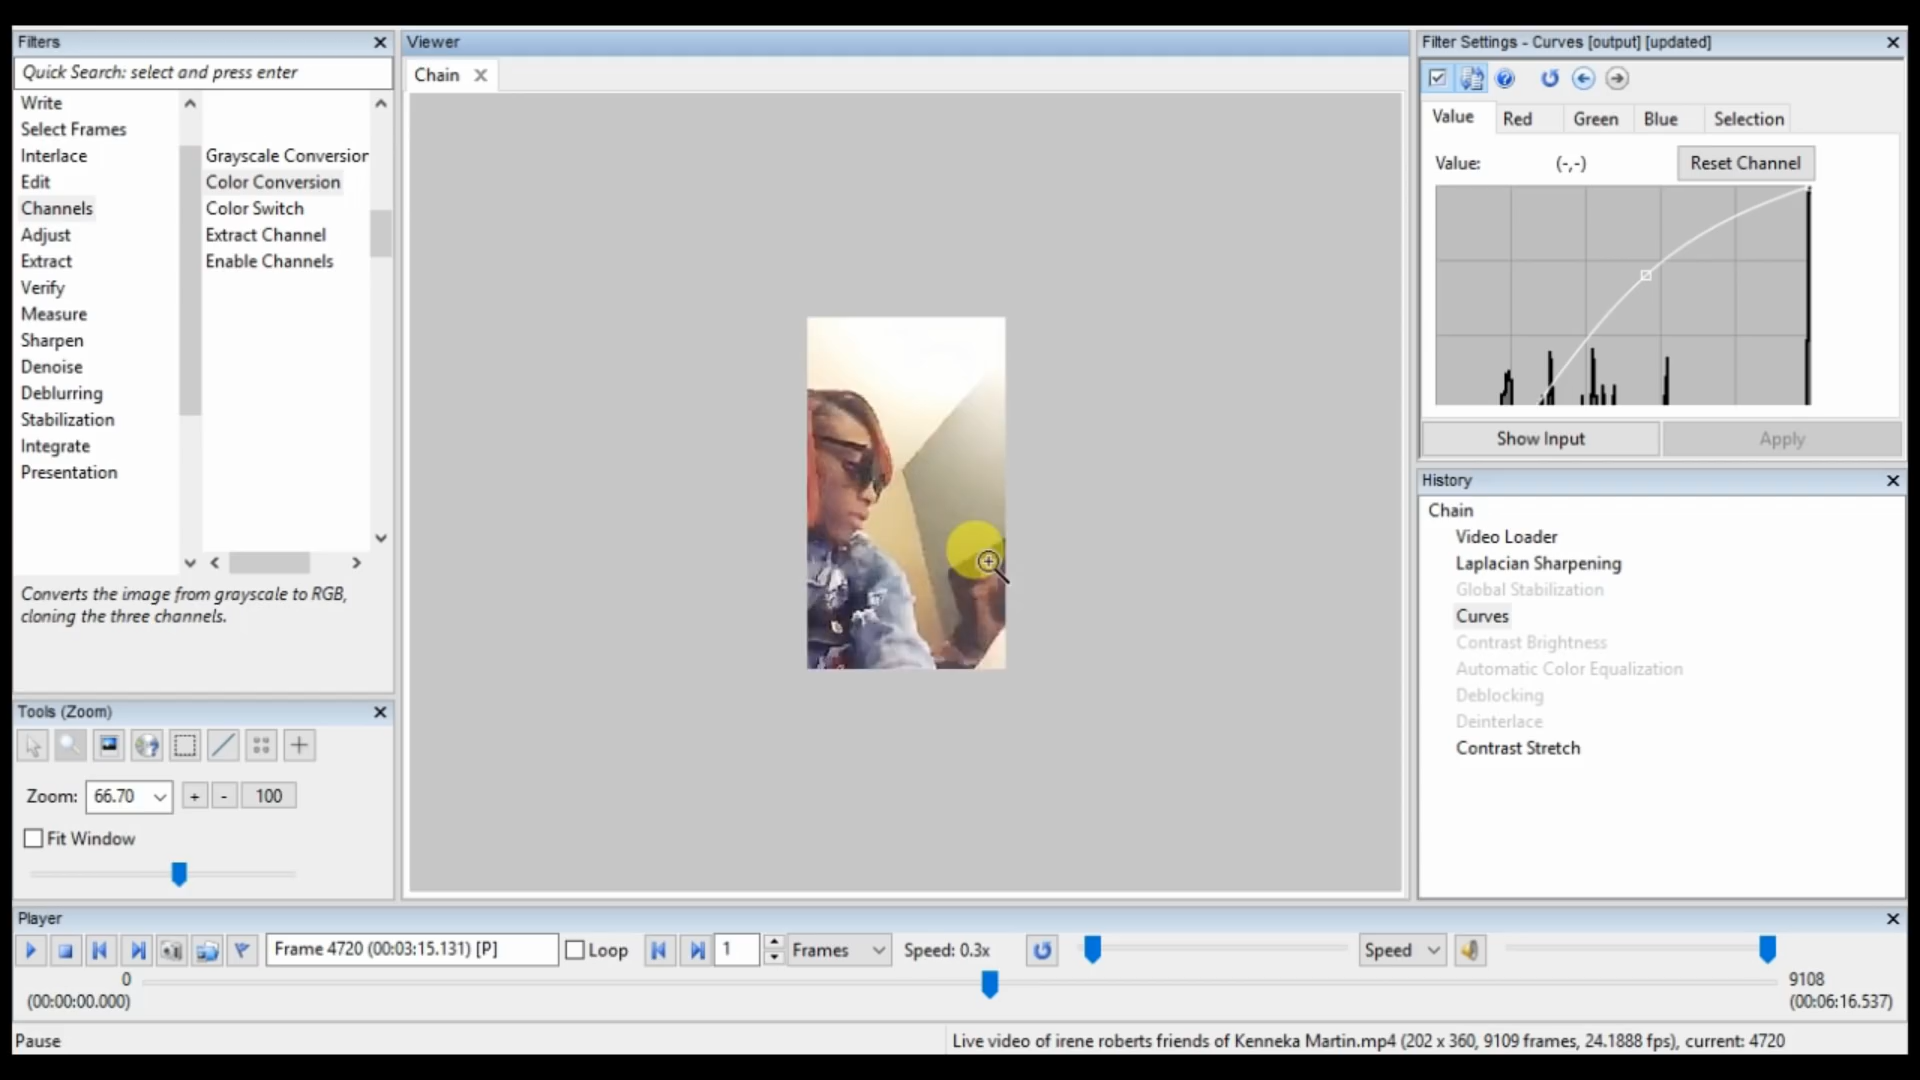 Filters
Quick Search: select and press enter
Write
Select Frames
Interlace
Edit
Channels
Adjust
Extract
Verify
Measure
Sharpen
Denoise
Deblurring
Stabilization
Integrate
Presentation
Grayscale Conversion
Color Conversion
Color Switch
Extract Channel
Enable Channels
Converts the image from grayscale to RGB,
cloning the three channels.
Tools (Zoom)
Zoom: 66.70 + - 100
Fit Window
Viewer
Chain
Filter Settings - Curves [output] [updated]
Value Red Green Blue Selection
Value: (-,-) Reset Channel
Show Input Apply
History
Chain
Video Loader
Laplacian Sharpening
Global Stabilization
Curves
Contrast Brightness
Automatic Color Equalization
Deblocking
Deinterlace
Contrast Stretch
Player
Frame 4720 (00:03:15.131) [P] Loop 1 Frames Speed: 0.3x Speed
0 9108
(00:00:00.000) (00:06:16.537)
Pause Live video of irene roberts friends of Kenneka Martin.mp4 (202 x 360, 9109 frames, 24.1888 fps), current: 4720